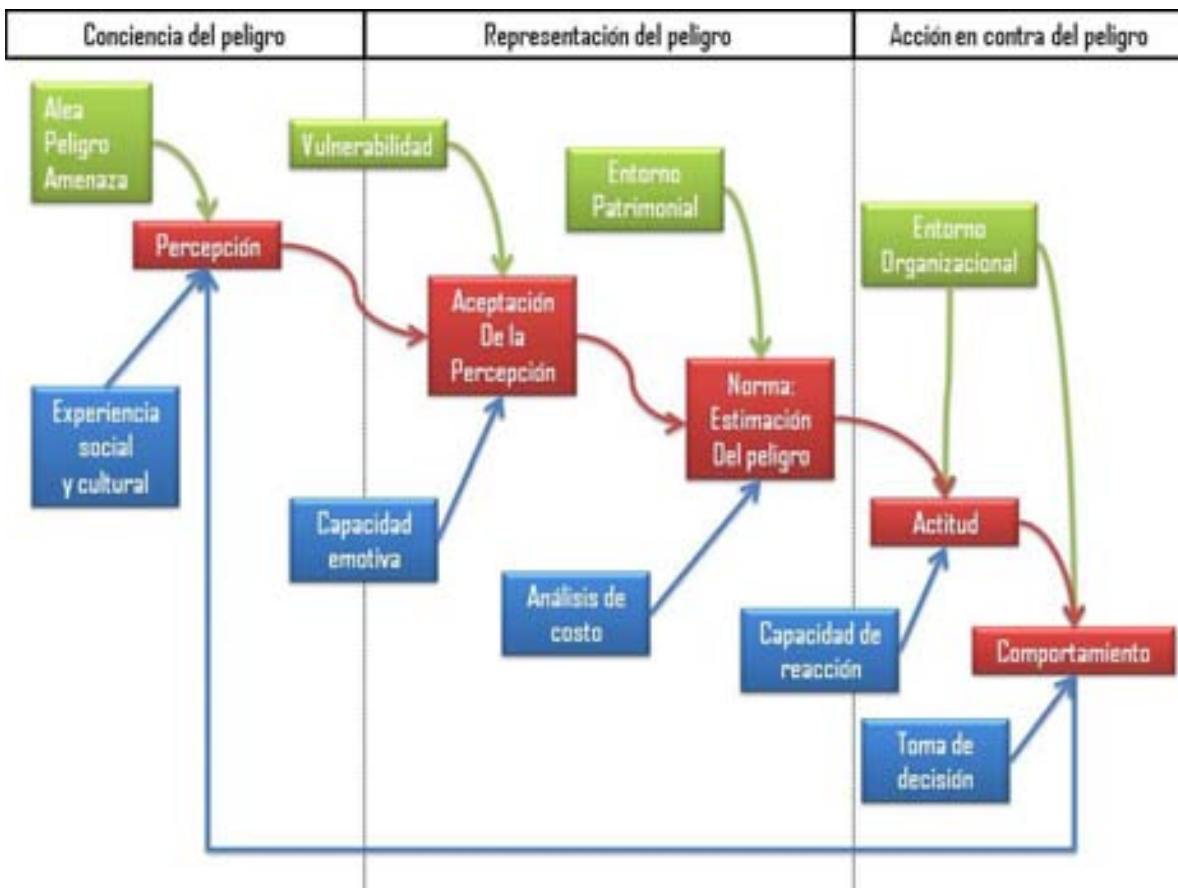 Conciencia del peligro
Representación del peligro
Acción en contra del peligro
Alea
Peligro
Amenaza
Vulnerabilidad
Entorno
Patrimonial
Entorno
Organizacional
Percepción
Aceptación
De la
Percepción
Norma:
Estimación
Del peligro
Actitud
Comportamiento
Experiencia
social
y cultural
Capacidad
emotiva
Análisis de
costo
Capacidad de
reacción
Toma de
decisión